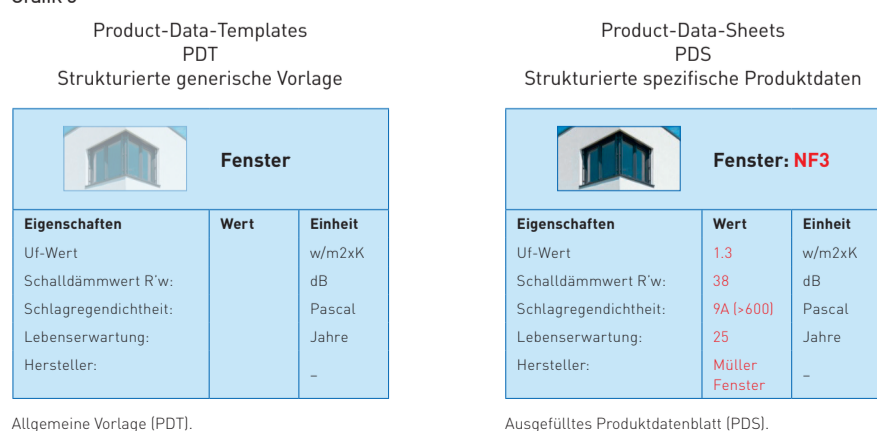 Product-Data-Templates
PDT
Strukturierte generische Vorlage
Fenster
Eigenschaften Wert Einheit
Uf-Wert w/m2xK
Schalldämmwert R'w: dB
Schlagregendichtheit: Pascal
Lebenserwartung: Jahre
Hersteller: –
Allgemeine Vorlage (PDT).
Product-Data-Sheets
PDS
Strukturierte spezifische Produktdaten
Fenster: NF3
Eigenschaften Wert Einheit
Uf-Wert 1.3 w/m2xK
Schalldämmwert R'w: 38 dB
Schlagregendichtheit: 9A (>600) Pascal
Lebenserwartung: 25 Jahre
Hersteller: Müller –
Fenster
Ausgefülltes Produktdatenblatt (PDS).